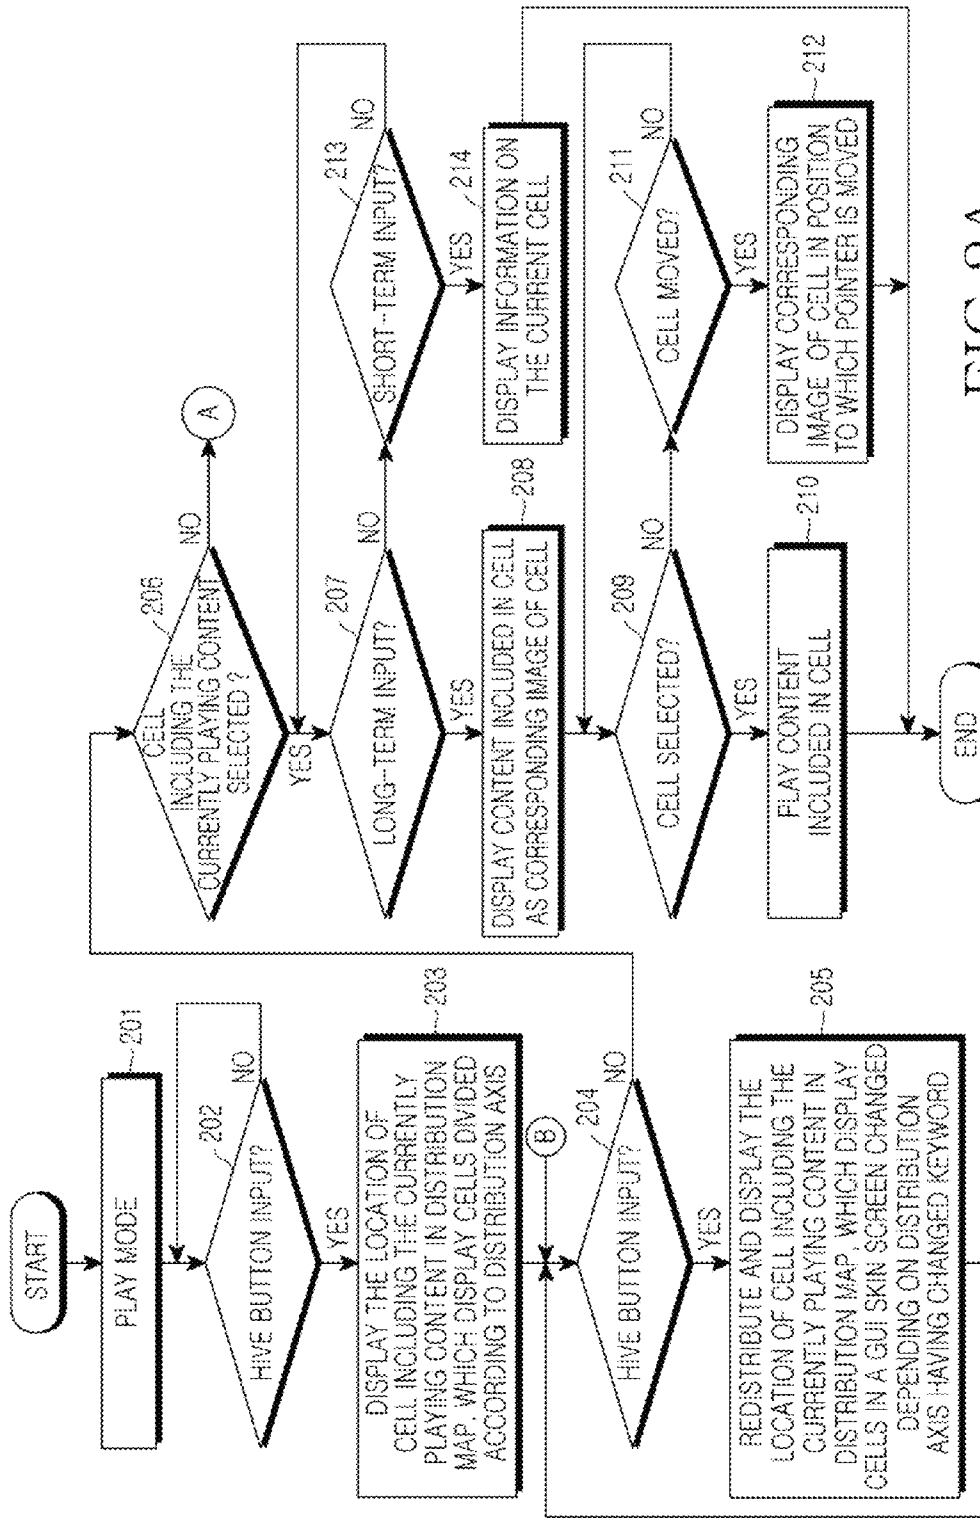 START
PLAY MODE
201
HIVE BUTTON INPUT?
202
NO
YES
DISPLAY THE LOCATION OF
CELL INCLUDING THE CURRENTLY
PLAYING CONTENT IN DISTRIBUTION
MAP, WHICH DISPLAY CELLS DIVIDED
ACCORDING TO DISTRIBUTION AXIS
203
B
HIVE BUTTON INPUT?
204
NO
YES
REDISTRIBUTE AND DISPLAY THE
LOCATION OF CELL INCLUDING THE
CURRENTLY PLAYING CONTENT IN
DISTRIBUTION MAP, WHICH DISPLAY
CELLS IN A GUI SKIN SCREEN CHANGED
DEPENDING ON DISTRIBUTION
AXIS HAVING CHANGED KEYWORD
205
CELL
INCLUDING THE
CURRENTLY PLAYING CONTENT
SELECTED ?
206
NO
A
YES
LONG-TERM INPUT?
207
NO
YES
SHORT-TERM INPUT?
213
NO
YES
DISPLAY CONTENT INCLUDED IN CELL
AS CORRESPONDING IMAGE OF CELL
208
DISPLAY INFORMATION ON
THE CURRENT CELL
214
CELL SELECTED?
209
NO
YES
CELL MOVED?
211
NO
YES
FLAY CONTENT
INCLUDED IN CELL
210
DISPLAY CORRESPONDING
IMAGE OF CELL IN POSITION
TO WHICH POINTER IS MOVED
212
END